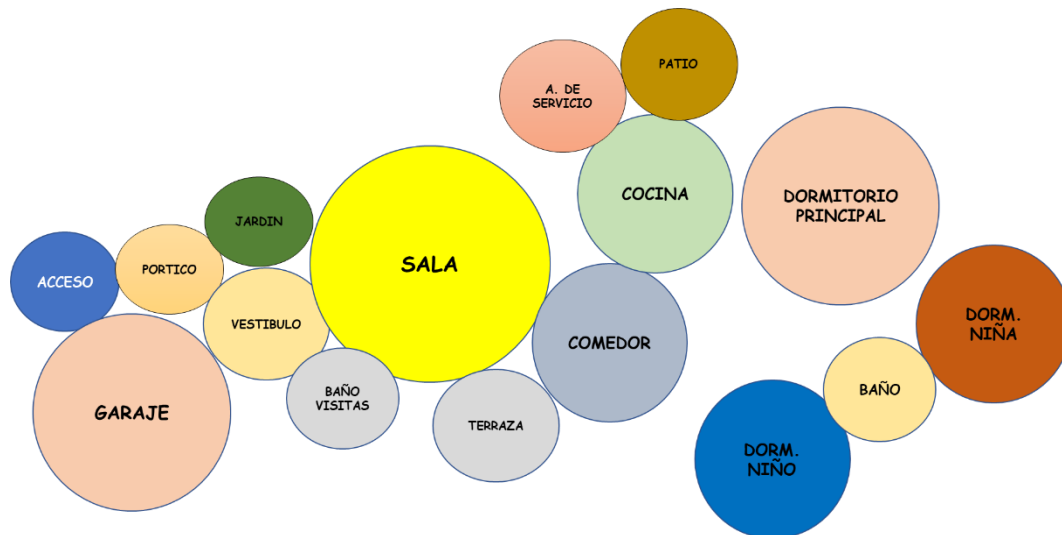 PATIO
A. DE
SERVICIO
COCINA
DORMITORIO
PRINCIPAL
JARDIN
SALA
PORTICO
ACCESO
VESTIBULO
COMEDOR
DORM.
NIÑA
BAÑO
VISITAS
BAÑO
GARAJE
TERRAZA
DORM.
NIÑO